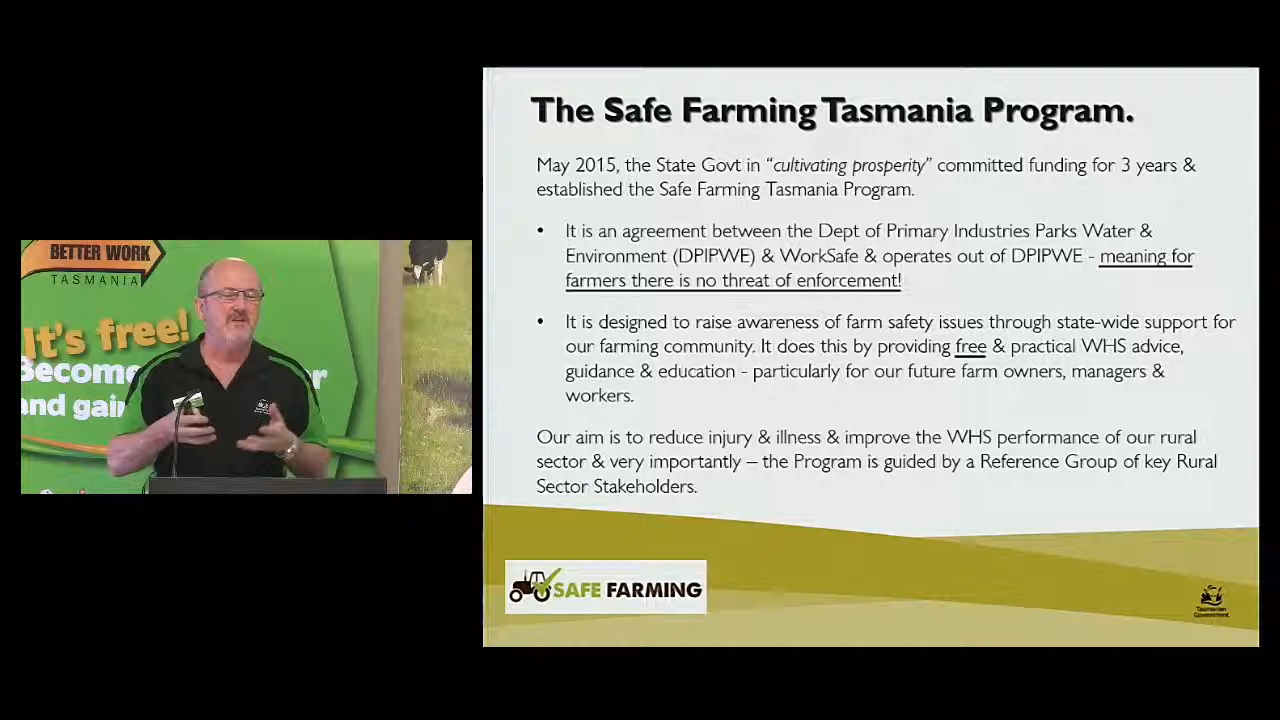 BETTER WORK
TASMANIA
It's free!
Become
and gain
The Safe Farming Tasmania Program.
May 2015, the State Govt in "cultivating prosperity" committed funding for 3 years &
established the Safe Farming Tasmania Program.
• It is an agreement between the Dept of Primary Industries Parks Water &
Environment (DPIPWE) & WorkSafe & operates out of DPIPWE - meaning for
farmers there is no threat of enforcement!
• It is designed to raise awareness of farm safety issues through state-wide support for
our farming community. It does this by providing free & practical WHS advice,
guidance & education - particularly for our future farm owners, managers &
workers.
Our aim is to reduce injury & illness & improve the WHS performance of our rural
sector & very importantly – the Program is guided by a Reference Group of key Rural
Sector Stakeholders.
SAFE FARMING
Tasmanian
Government